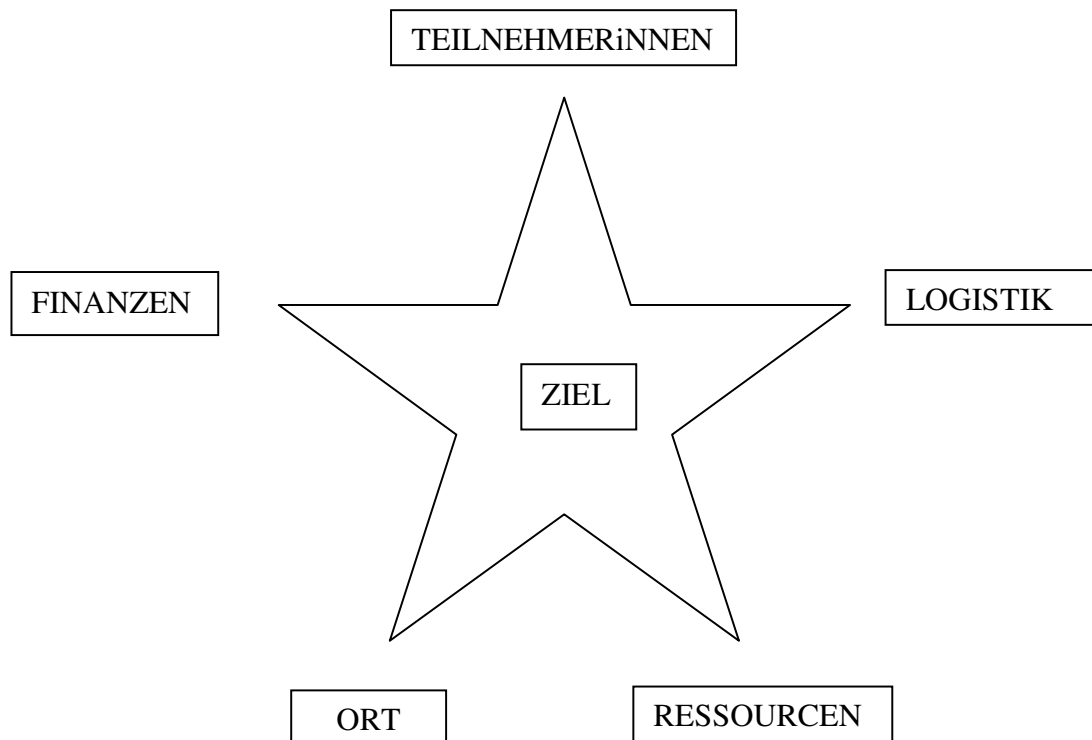 TEILNEHMERiNNEN
FINANZEN
LOGISTIK
ZIEL
ORT
RESSOURCEN